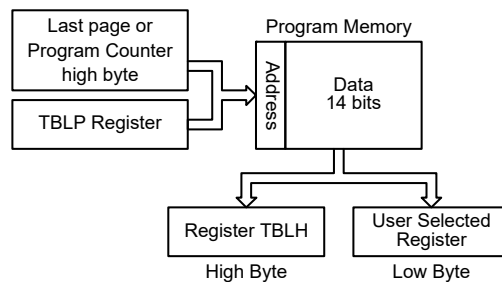 Last page or
Program Counter
high byte
TBLP Register
Program Memory
Address
Data
14 bits
Register TBLH
High Byte
User Selected
Register
Low Byte